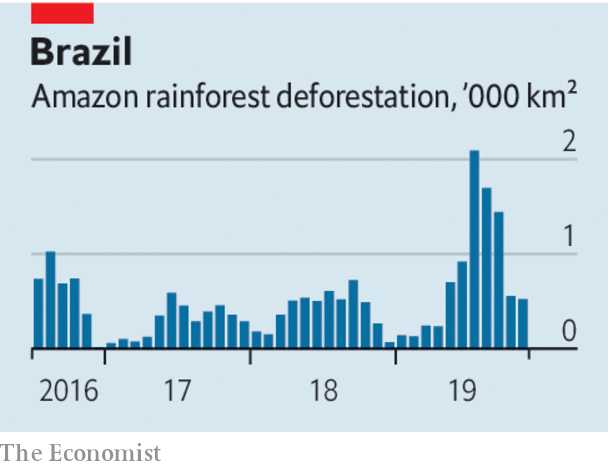 Brazil
Amazon rainforest deforestation, ’000 km²
2
1
0
2016 17 18 19
The Economist